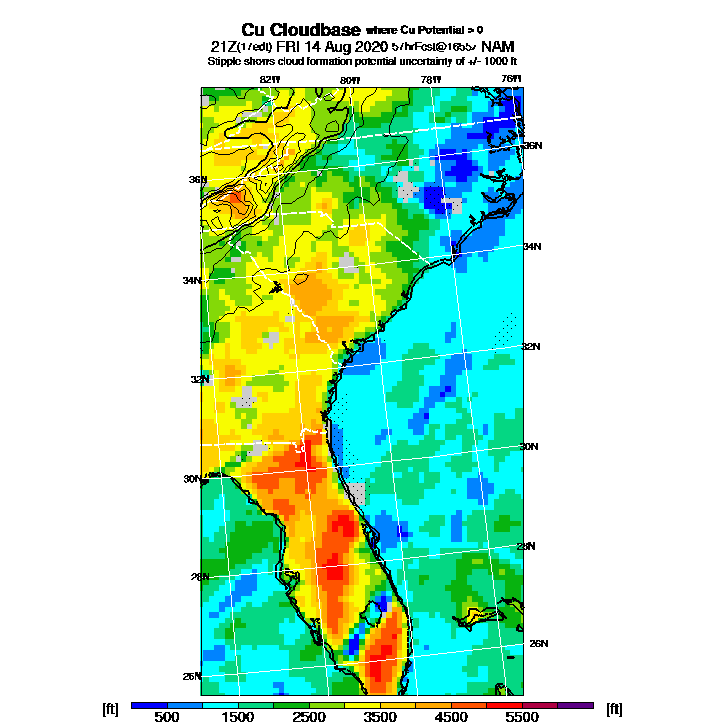 Cu Cloudbase where Cu Potential > 0
21Z(17edt) FRI 14 Aug 2020 57hrFcst@1655z NAM
Stipple shows cloud formation potential uncertainty of +/- 1000 ft
82W 80W 78W 76W
36N 36N
34N 34N
32N 32N
30N 30N
28N 28N
26N 26N
[ft] 500 1500 2500 3500 4500 5500 [ft]